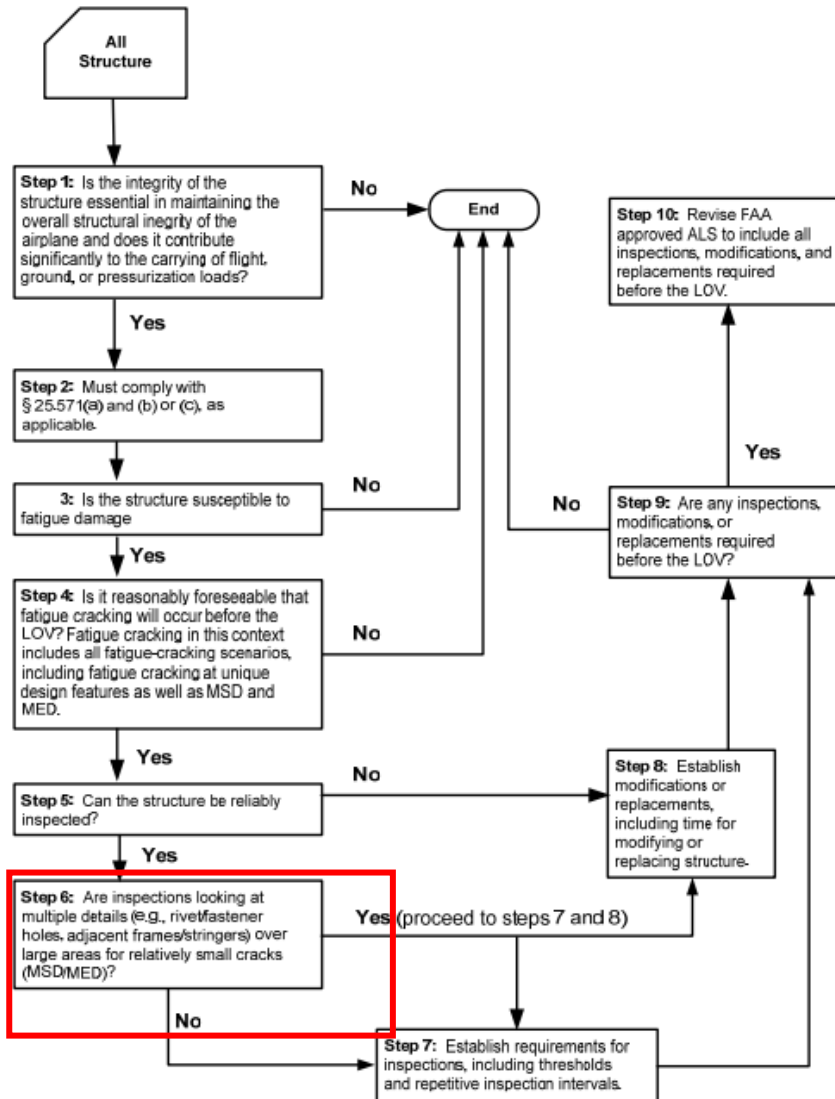 All
Structure
Step 1: Is the integrity of the
structure essential in maintaining the
overall structural inegrity of the
airplane and does it contribute
significantly to the carrying of flight,
ground, or pressurization loads?
No
End
Step 10: Revise FAA
approved ALS to include all
inspections, modifications, and
replacements required
before the LOV.
Yes
Step 2: Must comply with
§ 25.571(a) and (b) or (c), as
applicable.
Yes
3: Is the structure susceptible to
fatigue damage
No
No
Step 9: Are any inspections,
modifications, or
replacements required
before the LOV?
Yes
Step 4: Is it reasonably foreseeable that
fatigue cracking will occur before the
LOV? Fatigue cracking in this context
includes all fatigue-cracking scenarios,
including fatigue cracking at unique
design features as well as MSD and
MED.
No
Yes
Step 5: Can the structure be reliably
inspected?
No
Step 8: Establish
modifications or
replacements,
including time for
modifying or
replacing structure.
Yes
Step 6: Are inspections looking at
multiple details (e.g., rivet/fastener
holes, adjacent frames/stringers) over
large areas for relatively small cracks
(MSD/MED)?
Yes (proceed to steps 7 and 8)
No
Step 7: Establish requirements for
inspections, including thresholds
and repetitive inspection intervals.